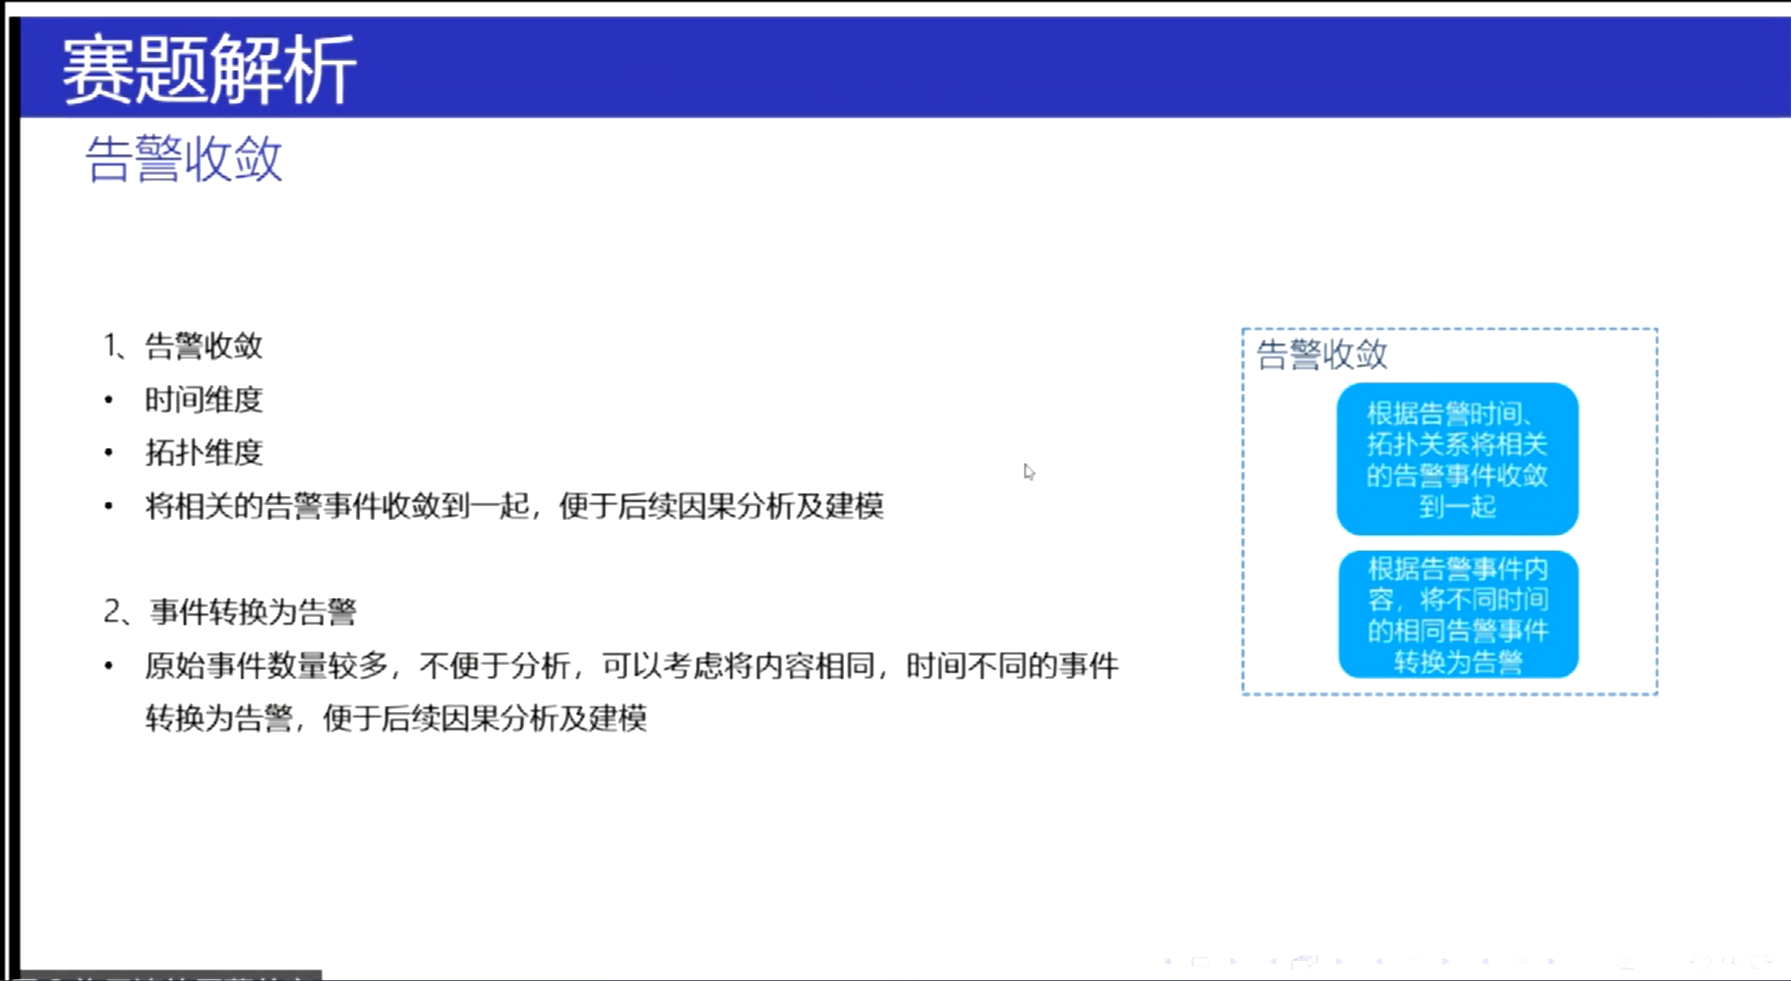 赛题解析
告警收敛
1、告警收敛
• 时间维度
• 拓扑维度
• 将相关的告警事件收敛到一起，便于后续因果分析及建模
2、事件转换为告警
• 原始事件数量较多，不便于分析，可以考虑将内容相同，时间不同的事件
转换为告警，便于后续因果分析及建模
告警收敛
根据告警时间、
拓扑关系将相关
的告警事件收敛
到一起
根据告警事件内
容，将不同时间
的相同告警事件
转换为告警